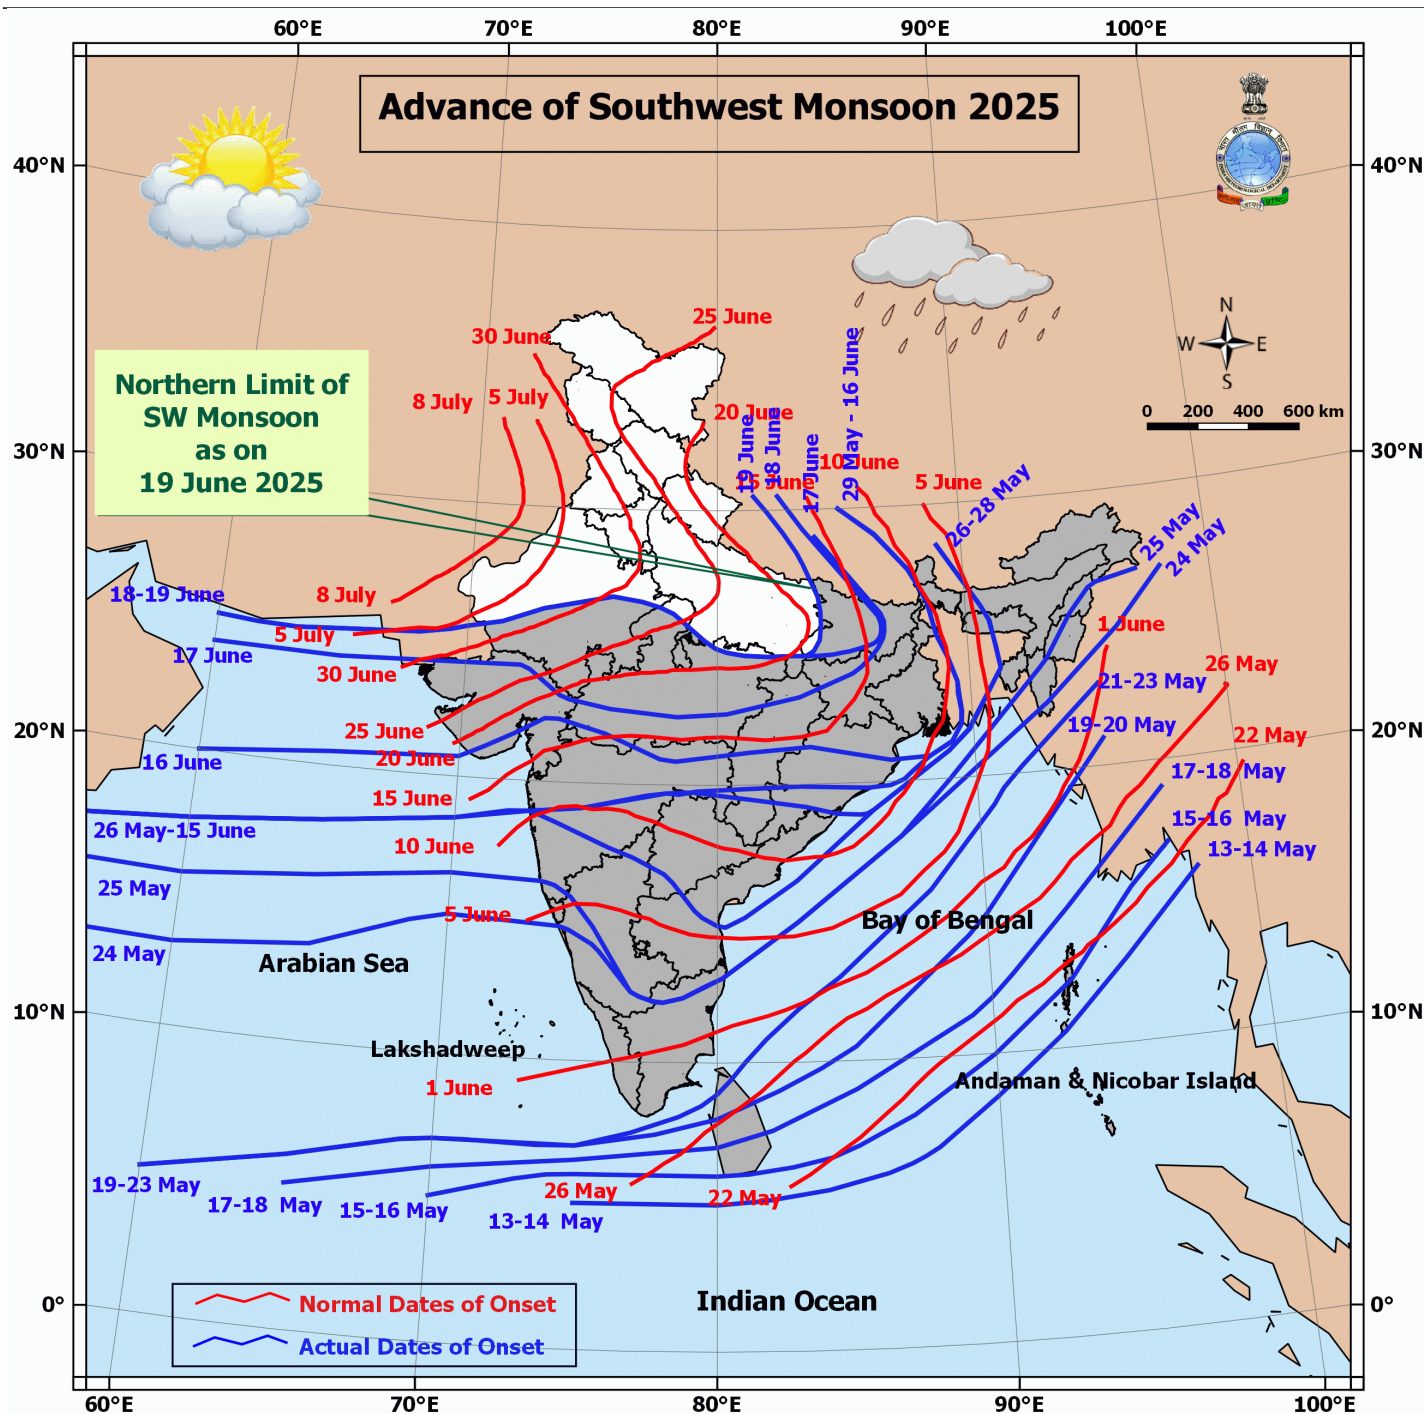 60°E 70°E 80°E 90°E 100°E
Advance of Southwest Monsoon 2025
40°N 40°N
N
W E
S
25 June
30 June
Northern Limit of
SW Monsoon
as on
19 June 2025
8 July 5 July
20 June
0 200 400 600 km
29 May - 16 June
19 June
18 June
17 June
10 June
15 June
5 June
26-28 May
30°N 30°N
25 May
24 May
18-19 June
8 July
5 July
1 June
17 June
30 June
26 May
21-23 May
19-20 May
20°N 20°N
25 June
22 May
16 June
20 June
17-18 May
15 June
15-16 May
26 May-15 June
10 June
13-14 May
25 May
5 June
Bay of Bengal
24 May
Arabian Sea
10°N 10°N
Lakshadweep
1 June
Andaman & Nicobar Island
19-23 May
17-18 May
15-16 May
26 May
22 May
13-14 May
0° 0°
Indian Ocean
Normal Dates of Onset
Actual Dates of Onset
60°E 70°E 80°E 90°E 100°E